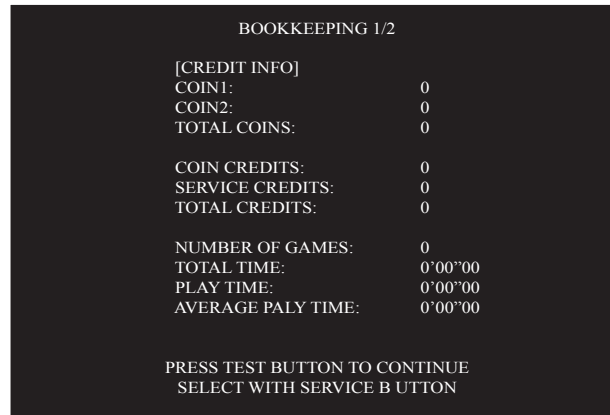 BOOKKEEPING 1/2
[CREDIT INFO]
COIN1: 0
COIN2: 0
TOTAL COINS: 0
COIN CREDITS: 0
SERVICE CREDITS: 0
TOTAL CREDITS: 0
NUMBER OF GAMES: 0
TOTAL TIME: 0’00”00
PLAY TIME: 0’00”00
AVERAGE PALY TIME: 0’00”00
PRESS TEST BUTTON TO CONTINUE
SELECT WITH SERVICE B UTTON